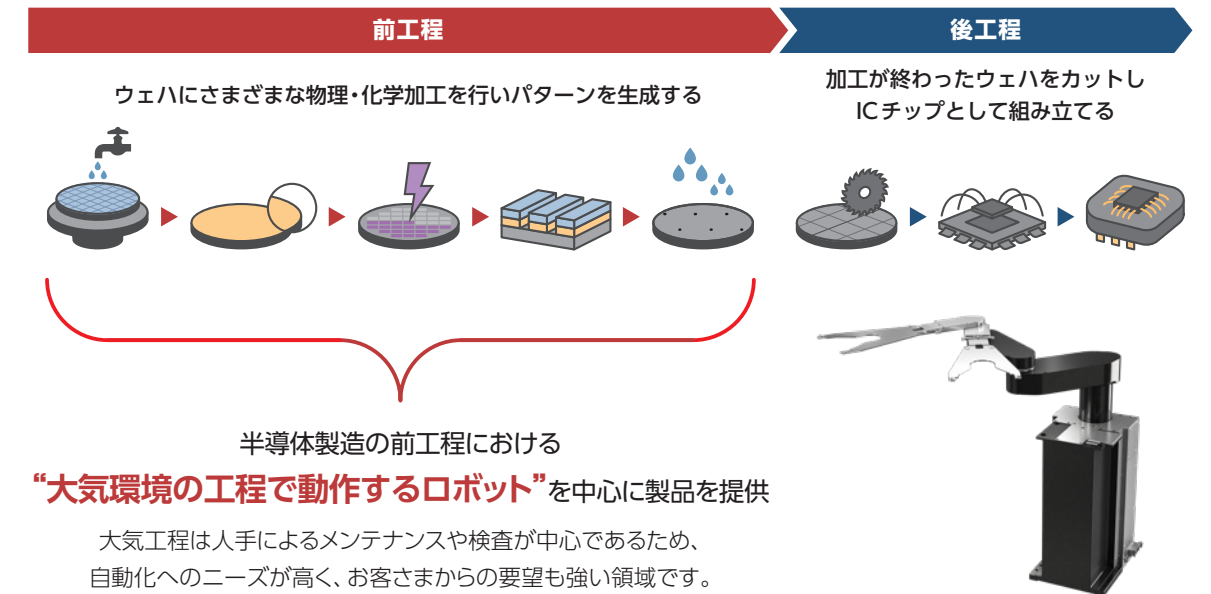 前工程
後工程
ウェハにさまざまな物理・化学加工を行いパターンを生成する
加工が終わったウェハをカットし
ICチップとして組み立てる
半導体製造の前工程における
“大気環境の工程で動作するロボット”を中心に製品を提供
大気工程は人手によるメンテナンスや検査が中心であるため、
自動化へのニーズが高く、お客さまからの要望も強い領域です。